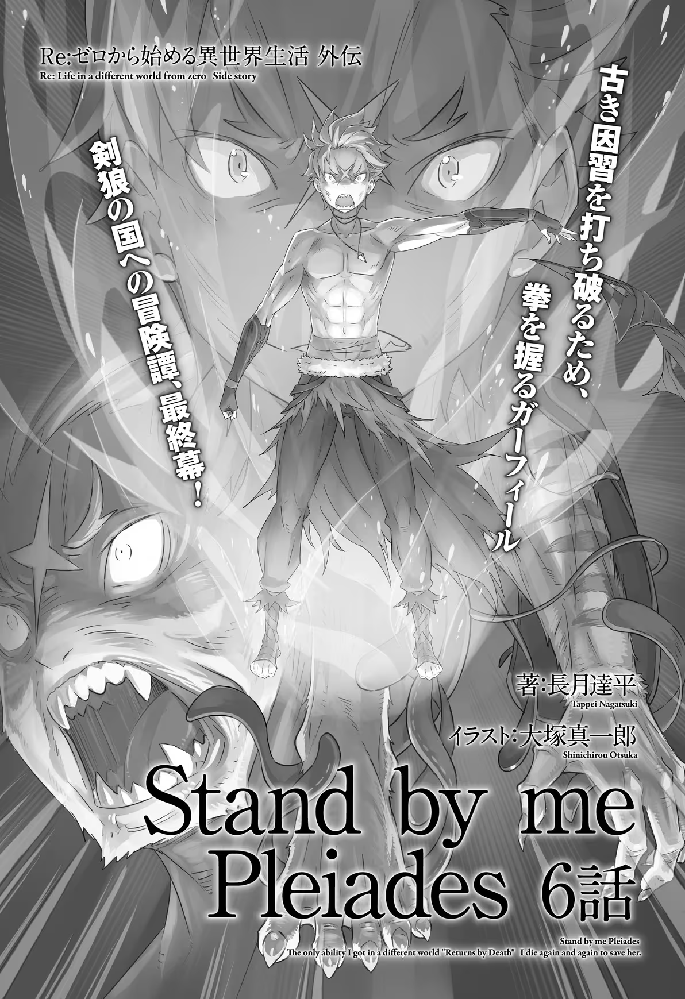 Re:ゼロから始める異世界生活 外伝
Re: Life in a different world from zero Side story
古き因習を打ち破るため、
拳を握るガーフィール
剣狼の国への冒険譚、最終幕！
著：長月達平
Tappei Nagatsuki
イラスト：大塚真一郎
Shinichirou Otsuka
Stand by me
Pleiades 6話
Stand by me Pleiades
The only ability I got in a different world "Returns by Death" I die again and again to save her.